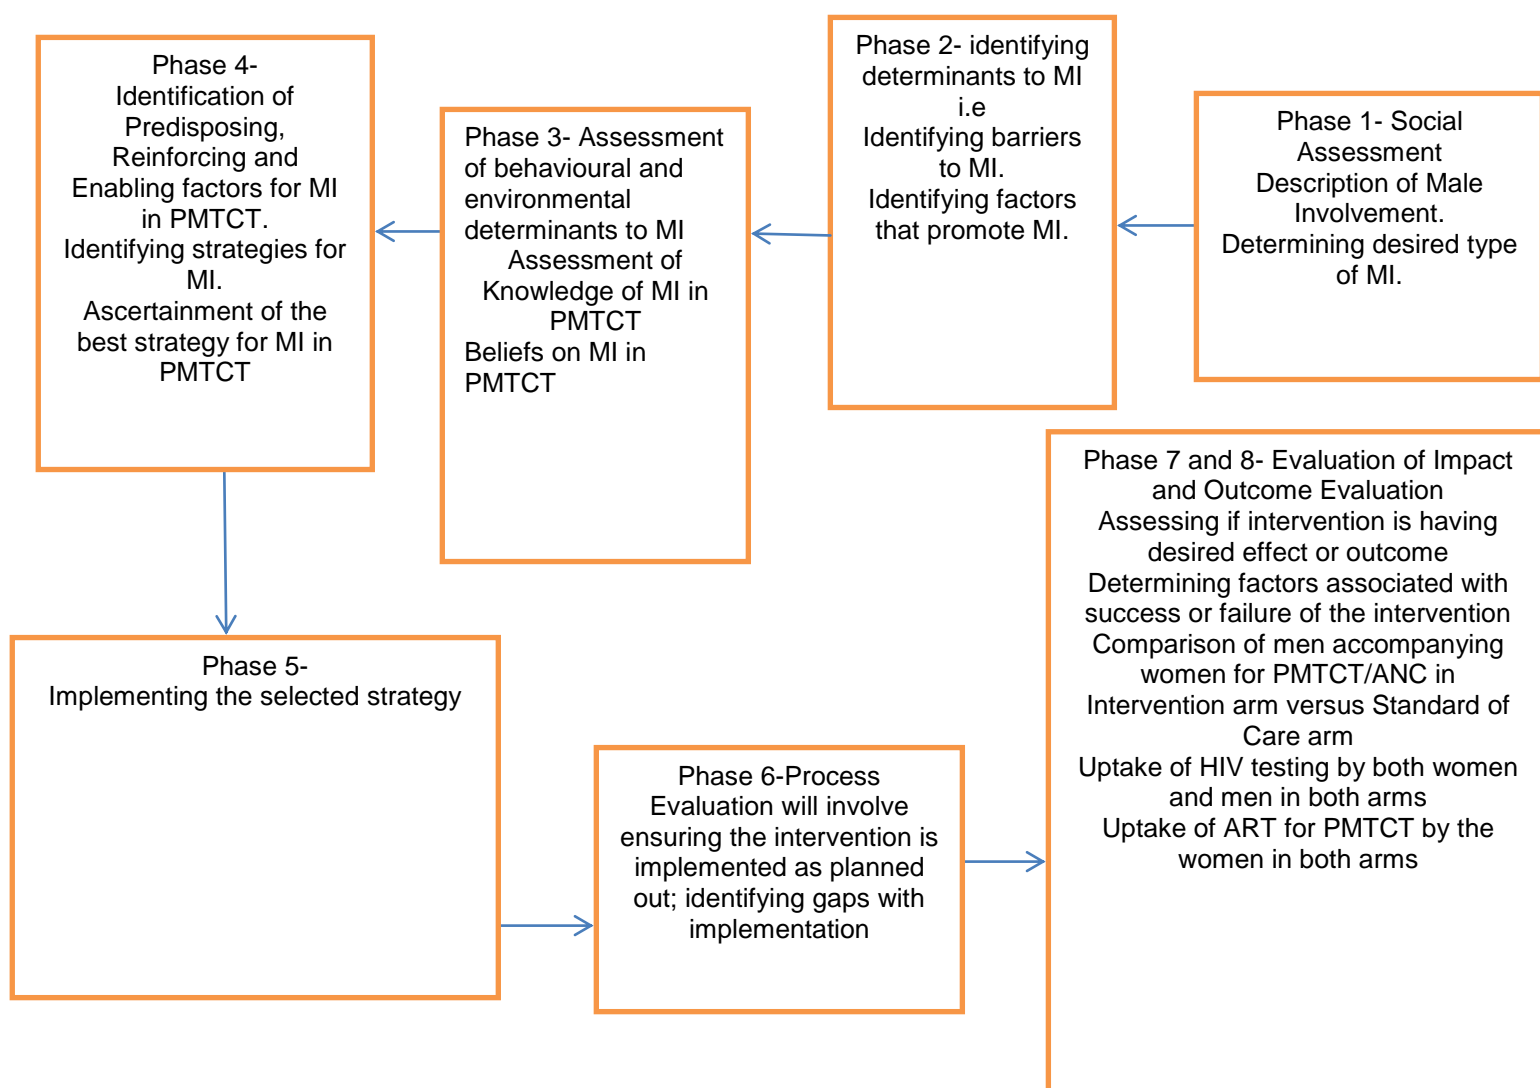 Phase 1- Social
Assessment
Description of Male
Involvement.
Determining desired type
of MI.
Phase 2- identifying
determinants to MI
i.e
Identifying barriers
to MI.
Identifying factors
that promote MI.
Phase 3- Assessment
of behavioural and
environmental
determinants to MI
Assessment of
Knowledge of MI in
PMTCT
Beliefs on MI in
PMTCT
Phase 4-
Identification of
Predisposing,
Reinforcing and
Enabling factors for MI
in PMTCT.
Identifying strategies for
MI.
Ascertainment of the
best strategy for MI in
PMTCT
Phase 5-
Implementing the selected strategy
Phase 6-Process
Evaluation will involve
ensuring the intervention is
implemented as planned
out; identifying gaps with
implementation
Phase 7 and 8- Evaluation of Impact
and Outcome Evaluation
Assessing if intervention is having
desired effect or outcome
Determining factors associated with
success or failure of the intervention
Comparison of men accompanying
women for PMTCT/ANC in
Intervention arm versus Standard of
Care arm
Uptake of HIV testing by both women
and men in both arms
Uptake of ART for PMTCT by the
women in both arms